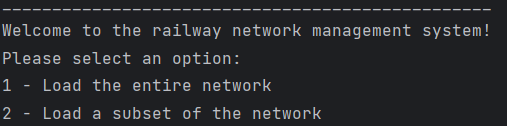 _________________________________________________
Welcome to the railway network management system!
Please select an option:
1 - Load the entire network
2 - Load a subset of the network